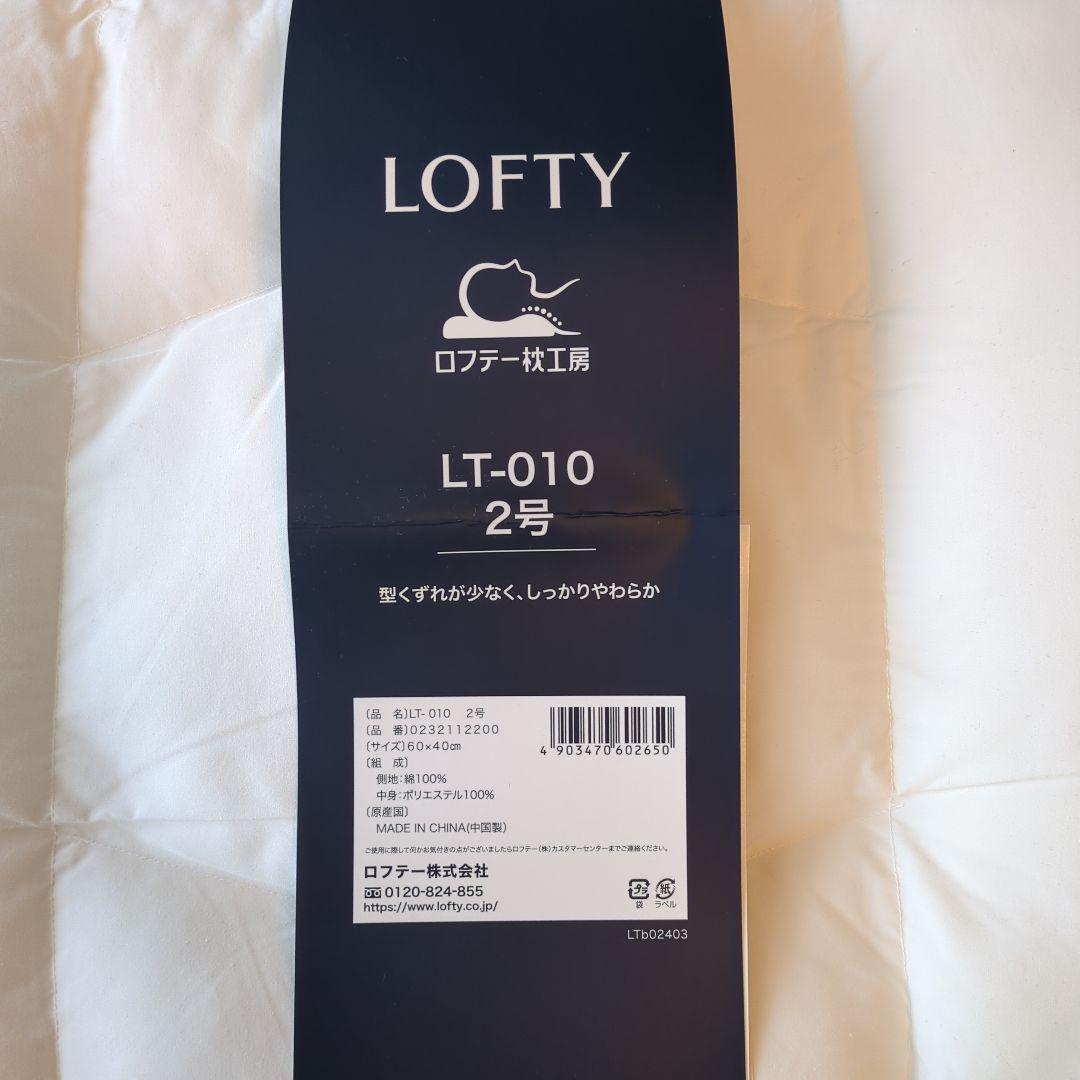 LOFTY
ロフテー枕工房
LT-010
2号
型くずれが少なく、しっかりやわらか
〔品　名〕LT-010　2号
〔品　番〕0232112200
〔サイズ〕60×40㎝
〔組　成〕
側地：綿100%
中身：ポリエステル100%
〔原産国〕
MADE IN CHINA(中国製)
4 903470 602650
ご使用に際して何かお気付きの点がございましたらロフテー(株)カスタマーセンターまでご連絡ください。
ロフテー株式会社
0120-824-855
https://www.lofty.co.jp/
プラ 紙
袋 ラベル
LTb02403